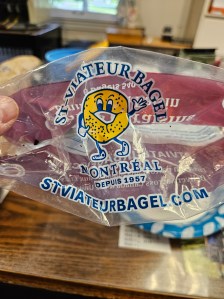 ST-VIATEUR BAGEL
MONTRÉAL
DEPUIS 1957
STVIATEURBAGEL.COM